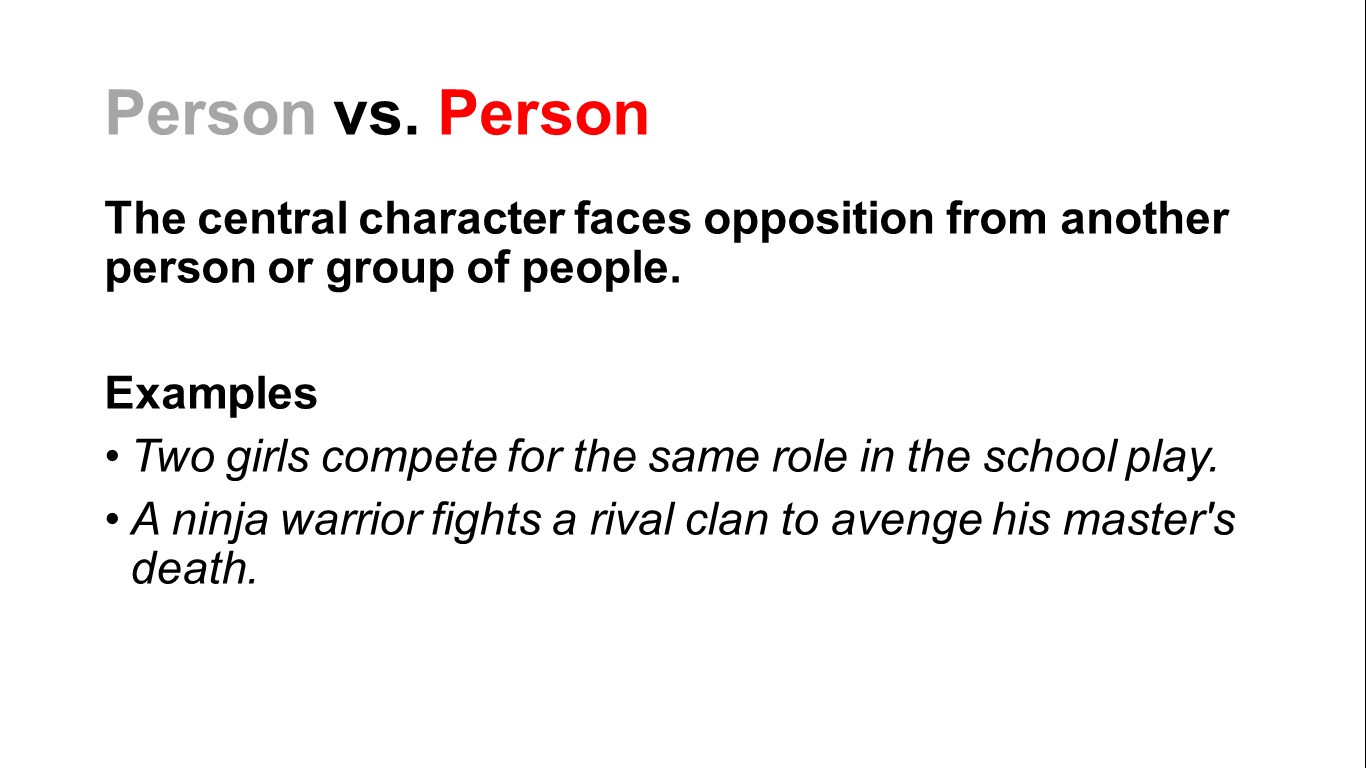 Person vs. Person
The central character faces opposition from another
person or group of people.
Examples
• Two girls compete for the same role in the school play.
• A ninja warrior fights a rival clan to avenge his master's
death.